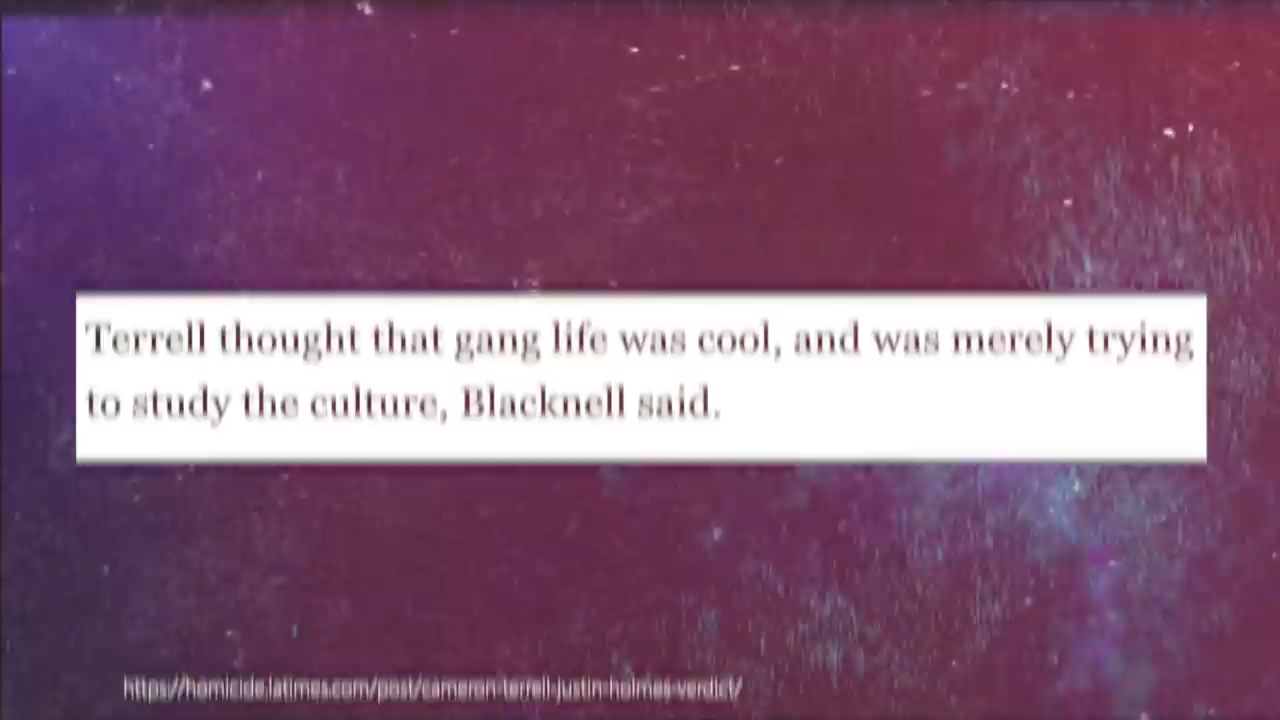 Terrell thought that gang life was cool, and was merely trying
to study the culture, Blacknell said.
https://homicide.latimes.com/post/cameron-terrell-justin-holmes-verdict/